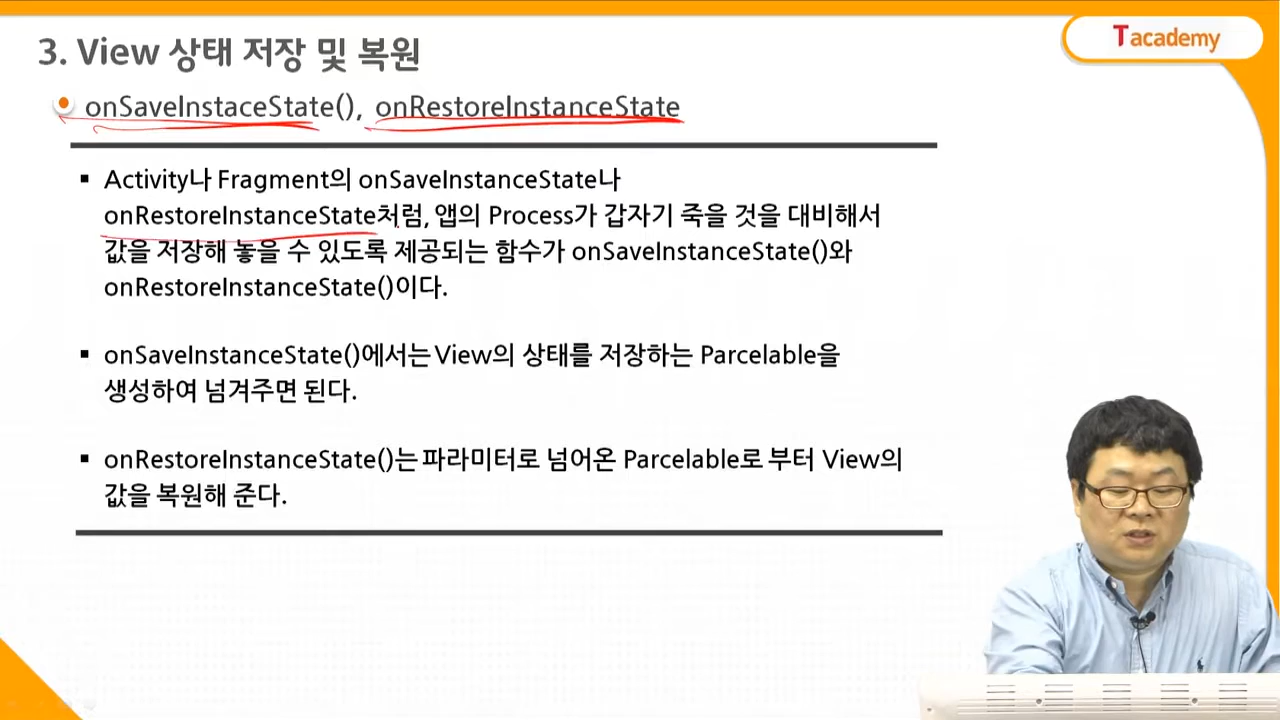 3. View 상태 저장 및 복원
Tacademy
onSaveInstaceState(), onRestoreInstanceState
Activity나 Fragment의 onSaveInstanceState나
onRestoreInstanceState처럼, 앱의 Process가 갑자기 죽을 것을 대비해서
값을 저장해 놓을 수 있도록 제공되는 함수가 onSaveInstanceState()와
onRestoreInstanceState()이다.
onSaveInstanceState()에서는 View의 상태를 저장하는 Parcelable을
생성하여 넘겨주면 된다.
onRestoreInstanceState()는 파라미터로 넘어온 Parcelable로 부터 View의
값을 복원해 준다.